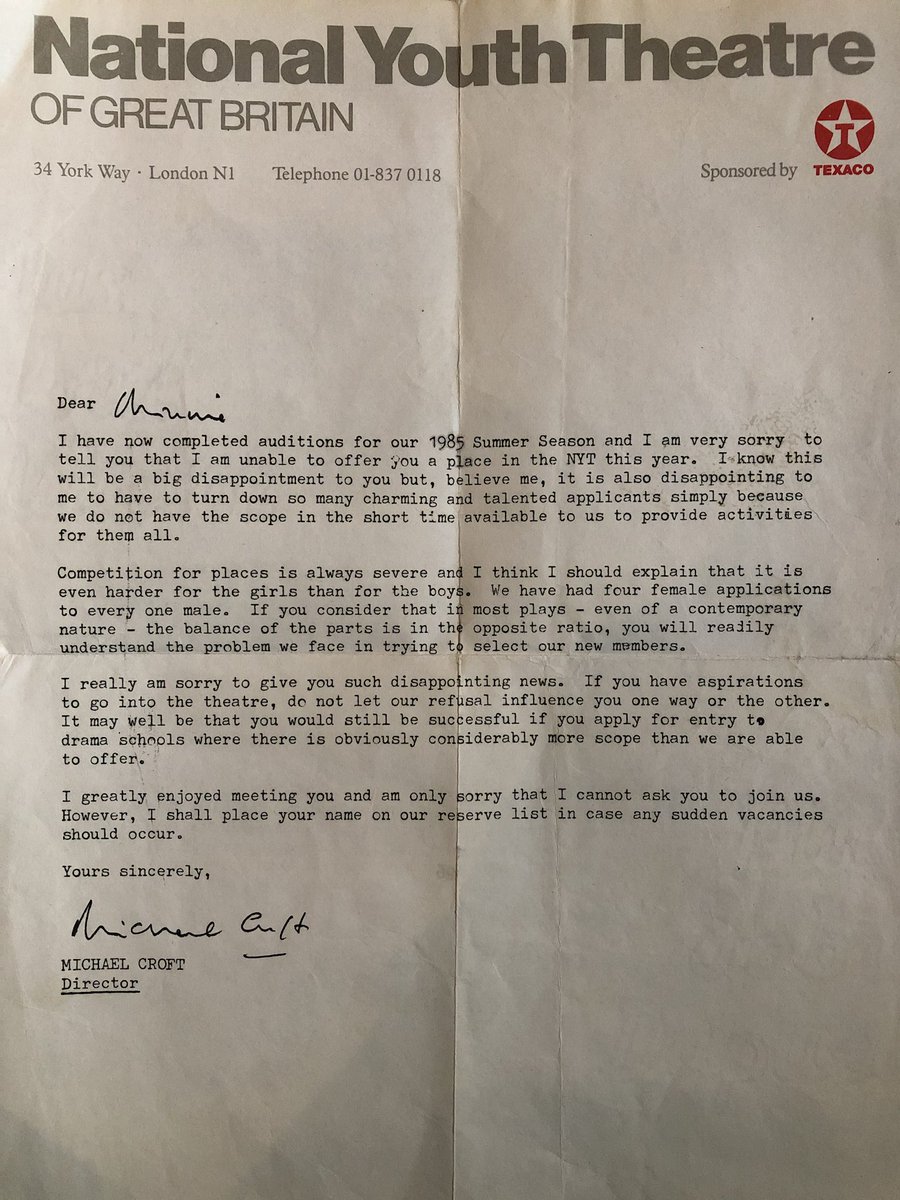 National Youth Theatre
OF GREAT BRITAIN
34 York Way · London N1 Telephone 01-837 0118
Sponsored by
T
TEXACO
Dear Minnie
I have now completed auditions for our 1985 Summer Season and I am very sorry to
tell you that I am unable to offer you a place in the NYT this year. I know this
will be a big disappointment to you but, believe me, it is also disappointing to
me to have to turn down so many charming and talented applicants simply because
we do not have the scope in the short time available to us to provide activities
for them all.
Competition for places is always severe and I think I should explain that it is
even harder for the girls than for the boys. We have had four female applications
to every one male. If you consider that in most plays - even of a contemporary
nature - the balance of the parts is in the opposite ratio, you will readily
understand the problem we face in trying to select our new members.
I really am sorry to give you such disappointing news. If you have aspirations
to go into the theatre, do not let our refusal influence you one way or the other.
It may well be that you would still be successful if you apply for entry to
drama schools where there is obviously considerably more scope than we are able
to offer.
I greatly enjoyed meeting you and am only sorry that I cannot ask you to join us.
However, I shall place your name on our reserve list in case any sudden vacancies
should occur.
Yours sincerely,
Michael Croft
MICHAEL CROFT
Director